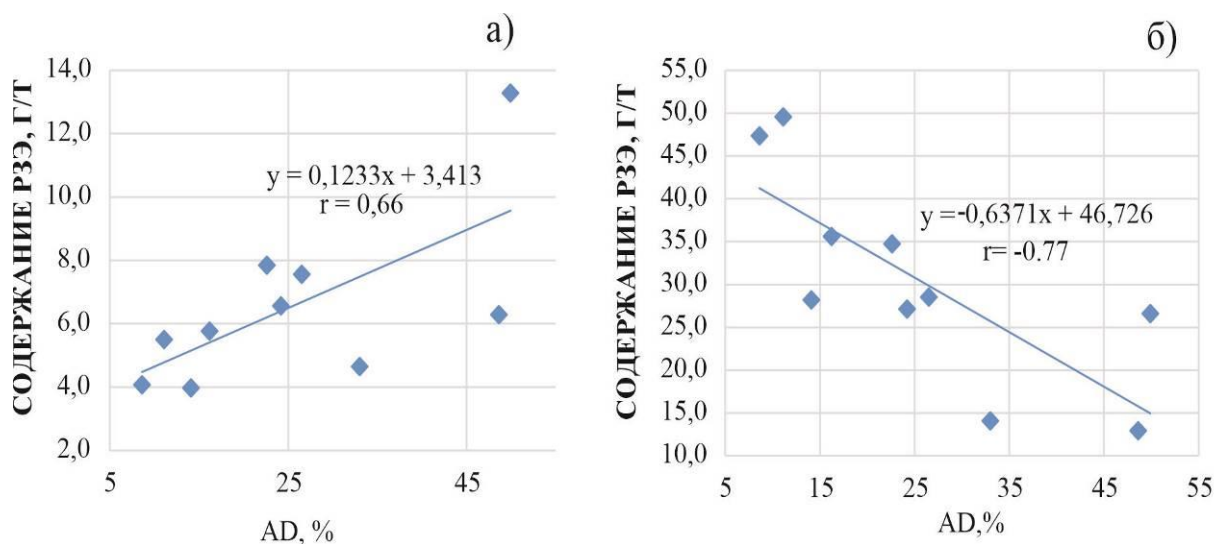 а)
СОДЕРЖАНИЕ РЗЭ, Г/Т
14,0
12,0
10,0
8,0
6,0
4,0
2,0
y = 0,1233x + 3,413
r = 0,66
5
25
45
AD, %
б)
СОДЕРЖАНИЕ РЗЭ, Г/Т
55,0
50,0
45,0
40,0
35,0
30,0
25,0
20,0
15,0
10,0
y =-0,6371x + 46,726
r= -0.77
5
15
25
35
45
55
AD,%